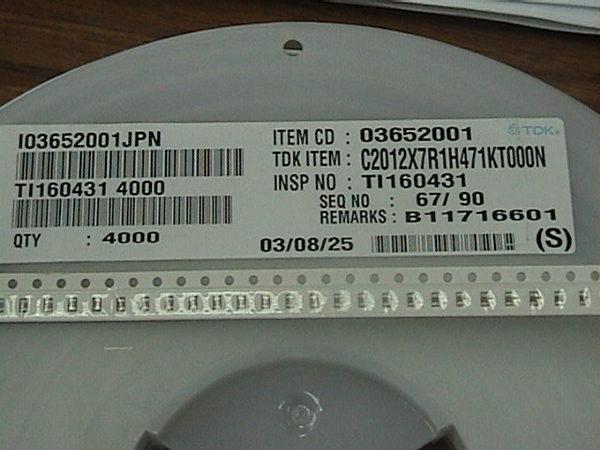 I03652001JPN
TI160431 4000
QTY : 4000
ITEM CD : 03652001
TDK
TDK ITEM : C2012X7R1H471KT000N
INSP NO : TI160431
SEQ NO : 67/ 90
REMARKS : B11716601
03/08/25
(S)